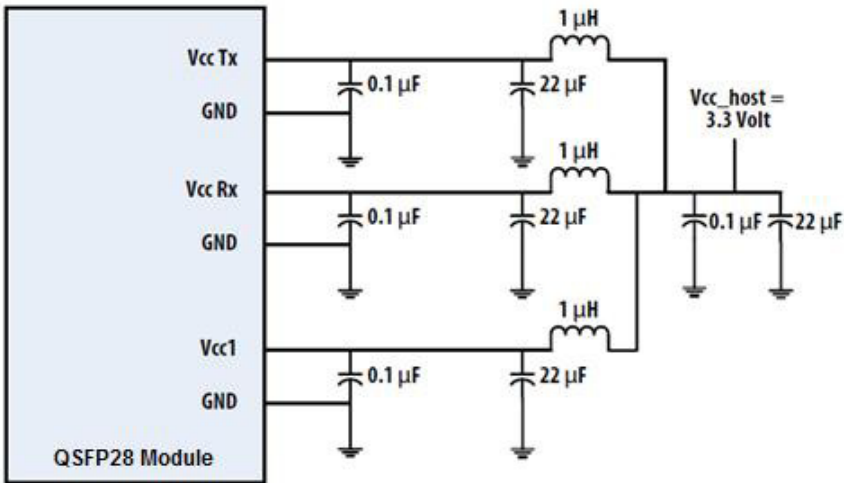 1 µH
Vcc Tx
0.1 µF
22 µF
GND
Vcc_host =
3.3 Volt
1 µH
Vcc Rx
0.1 µF
22 µF
0.1 µF
22 µF
GND
1 µH
Vcc1
0.1 µF
22 µF
GND
QSFP28 Module